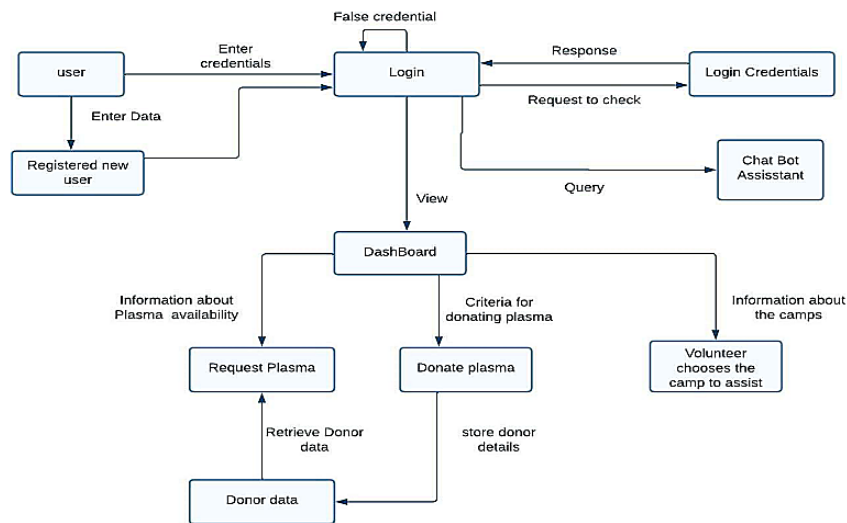 False credential
Enter
credentials
Response
user
Login
Login Credentials
Request to check
Enter Data
Registered new
user
Chat Bot
Assisstant
Query
View
DashBoard
Information about
Plasma availability
Criteria for
donating plasma
Information about
the camps
Request Plasma
Donate plasma
Volunteer
chooses the
camp to assist
Retrieve Donor
data
store donor
details
Donor data